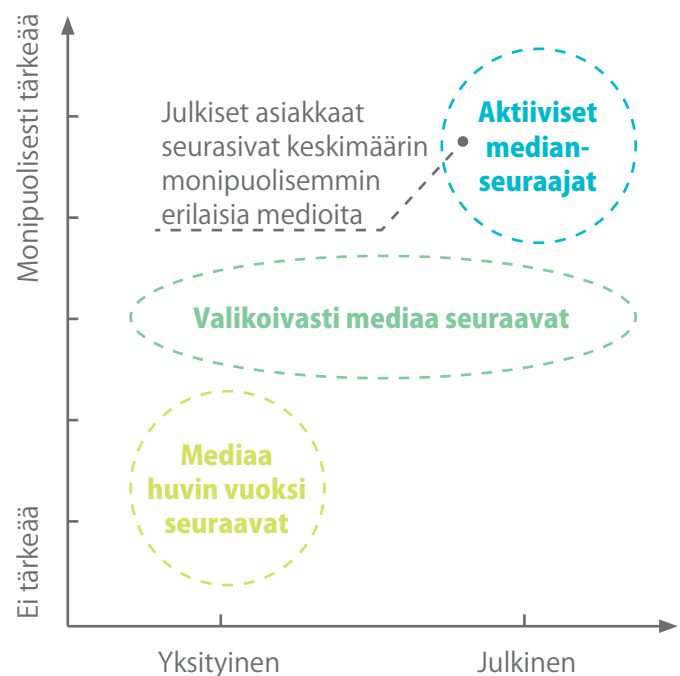 Monipuolisesti tärkeää
Ei tärkeää
Julkiset asiakkaat
seurasivat keskimäärin
monipuolisemmin
erilaisia medioita
Aktiiviset
median-
seuraajat
Valikoivasti mediaa seuraavat
Mediaa
huvin vuoksi
seuraavat
Yksityinen
Julkinen